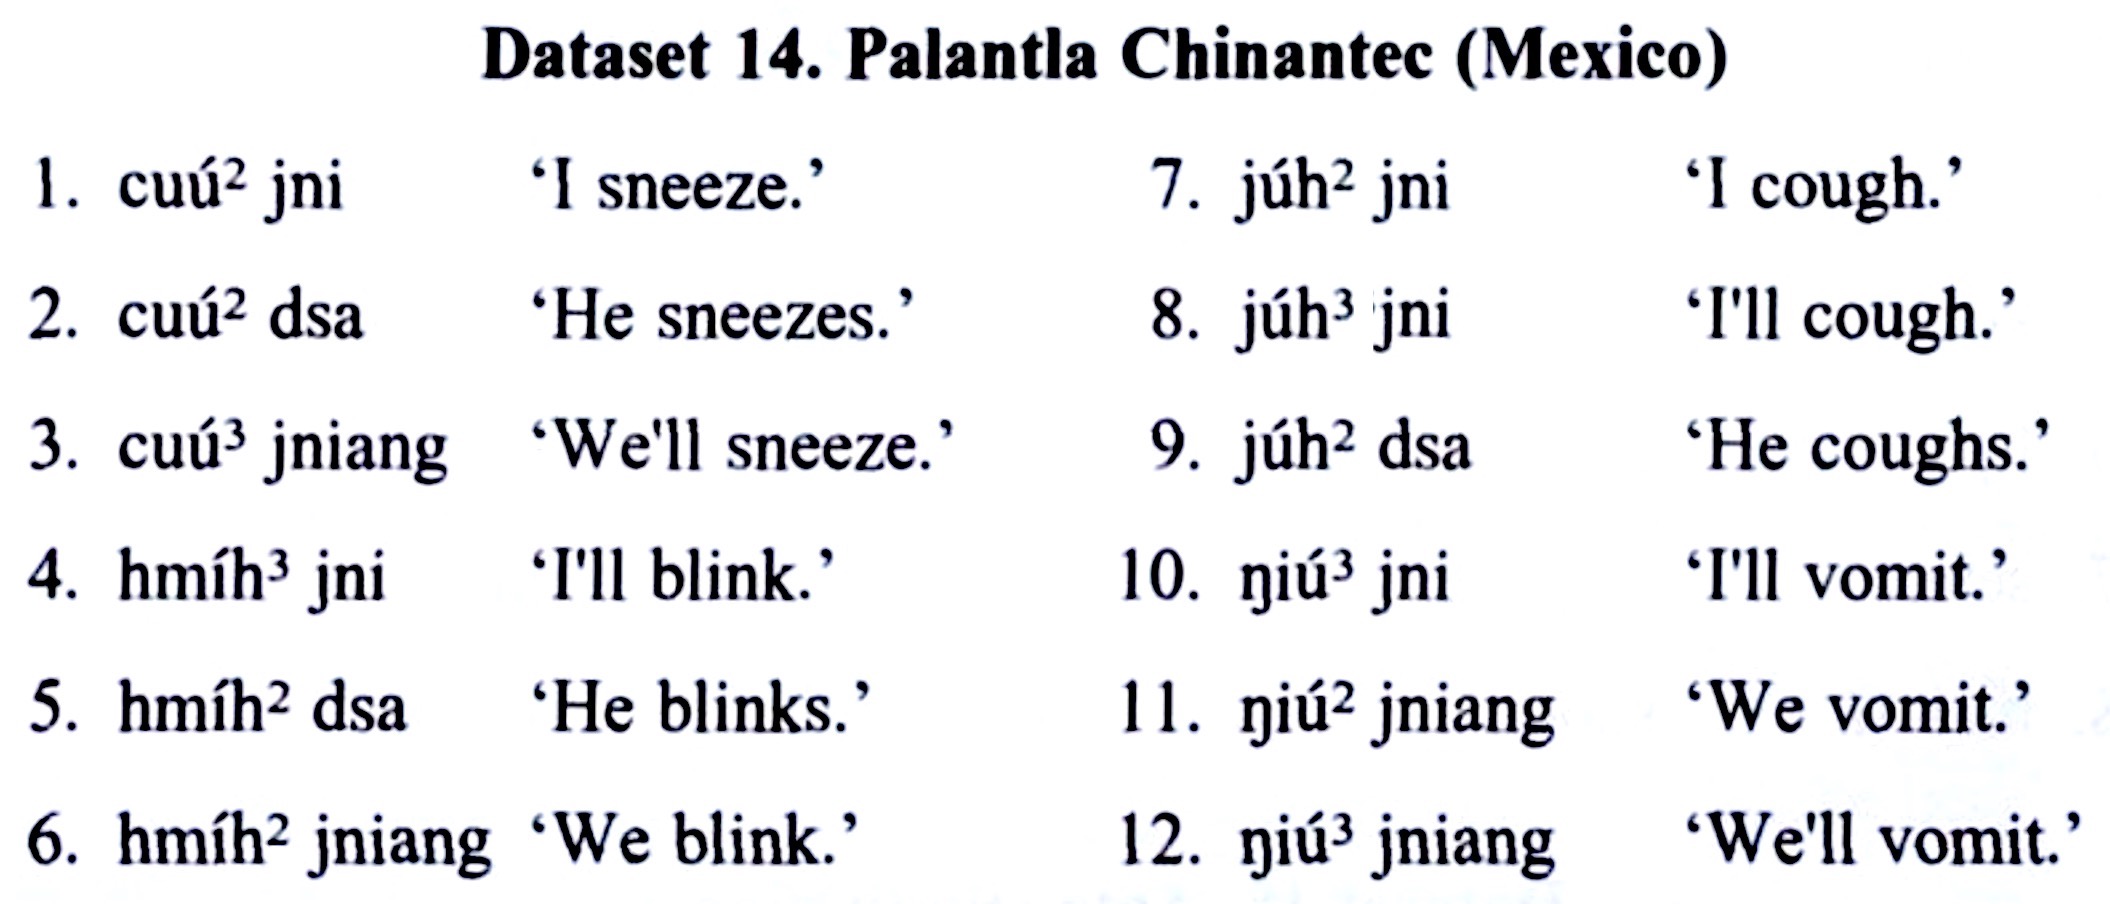 Dataset 14. Palantla Chinantec (Mexico)
1. cuú² jni ‘I sneeze.’ 7. júh² jni ‘I cough.’
2. cuú² dsa ‘He sneezes.’ 8. júh³ jni ‘I'll cough.’
3. cuú³ jniang ‘We'll sneeze.’ 9. júh² dsa ‘He coughs.’
4. hmíh³ jni ‘I'll blink.’ 10. ŋiú³ jni ‘I'll vomit.’
5. hmíh² dsa ‘He blinks.’ 11. ŋiú² jniang ‘We vomit.’
6. hmíh² jniang ‘We blink.’ 12. ŋiú³ jniang ‘We'll vomit.’